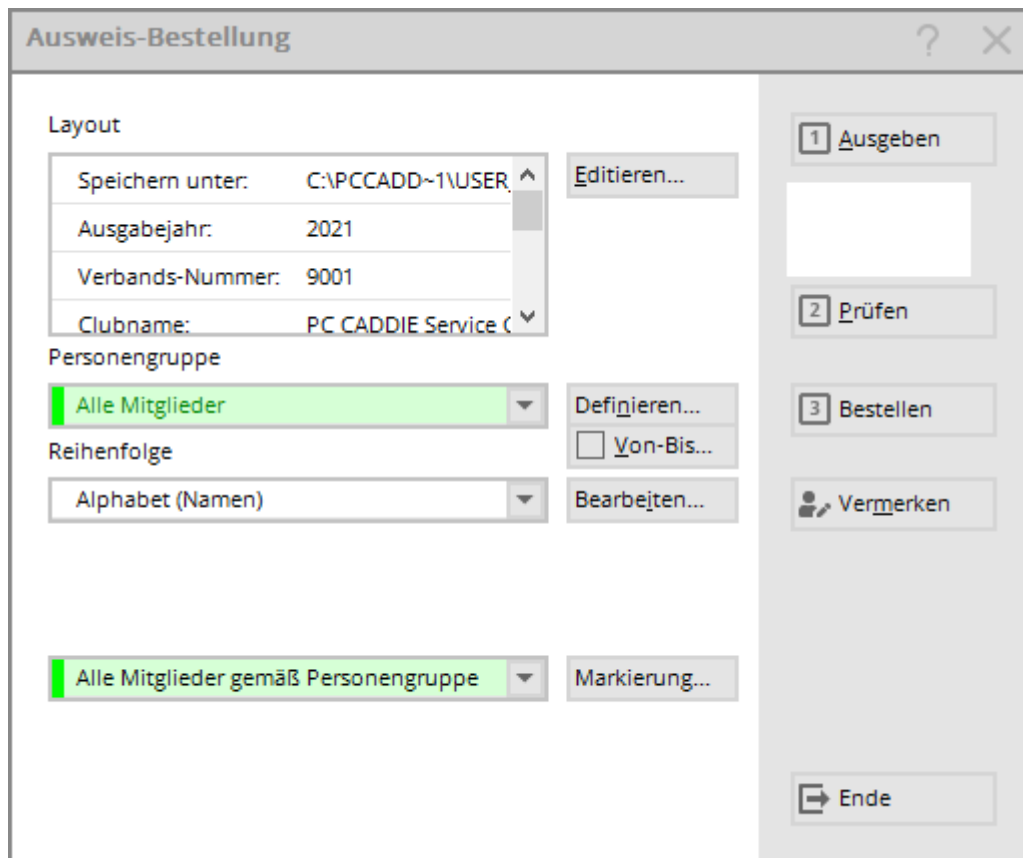 Ausweis-Bestellung ?
Layout
1 Ausgeben
Speichern unter: C:\PCCADD~1\USER_
Editieren...
Ausgabejahr: 2021
Verbands-Nummer: 9001
Clubname: PC CADDIE Service
2 Prüfen
Personengruppe
Alle Mitglieder
Definieren...
3 Bestellen
Von-Bis...
Reihenfolge
Alphabet (Namen)
Bearbeiten...
Vermerken
Alle Mitglieder gemäß Personengruppe
Markierung...
Ende